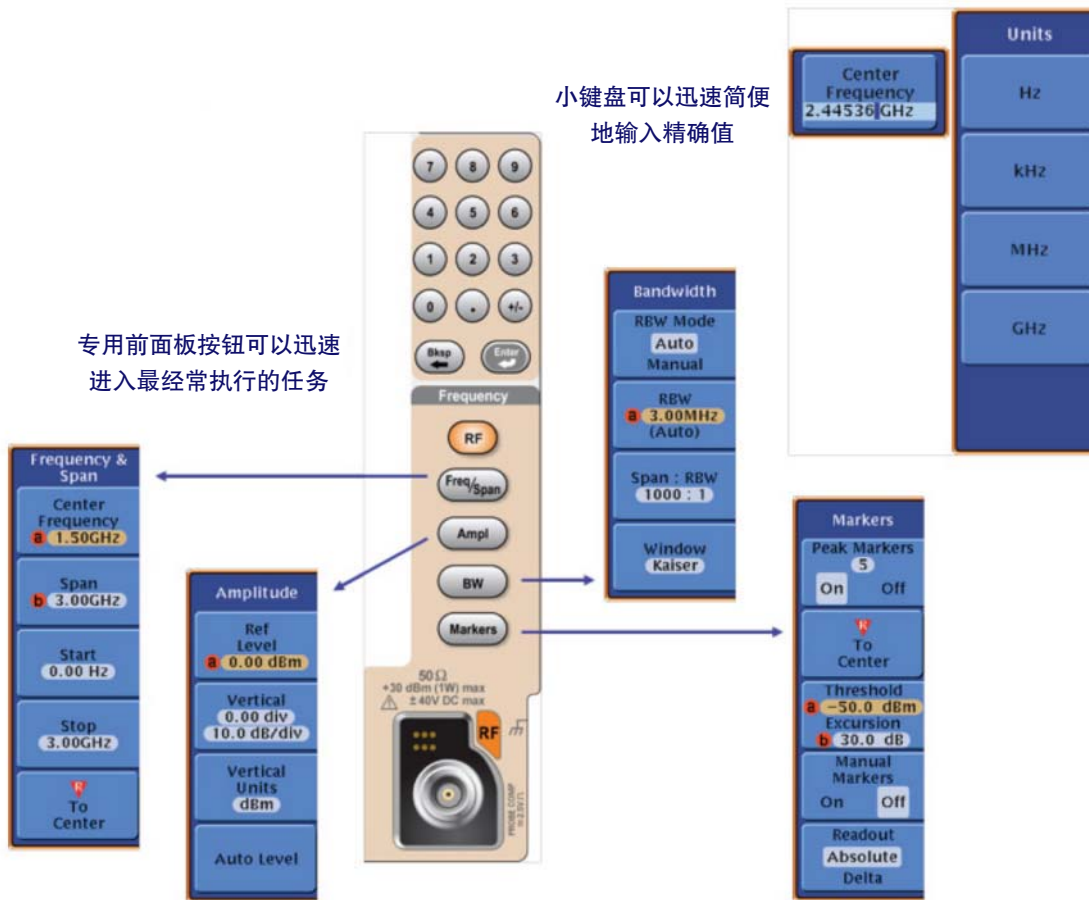 小键盘可以迅速简便
地输入精确值
Center
Frequency
2.44536 GHz
Units
Hz
kHz
MHz
GHz
专用前面板按钮可以迅速
进入最经常执行的任务
7 8 9
4 5 6
1 2 3
0 . +/-
Bksp
Enter
Frequency
RF
Freq/Span
Ampl
BW
Markers
50Ω
+30 dBm (1W) max
± 40V DC max
RF
PROBE COMP
Frequency &
Span
Center
Frequency
a 1.50GHz
Span
b 3.00GHz
Start
0.00 Hz
Stop
3.00GHz
R
To
Center
Amplitude
Ref
Level
a 0.00 dBm
Vertical
0.00 div
10.0 dB/div
Vertical
Units
dBm
Auto Level
Bandwidth
RBW Mode
Auto
Manual
RBW
a 3.00MHz
(Auto)
Span : RBW
1000 : 1
Window
Kaiser
Markers
Peak Markers
5
On Off
R
To
Center
Threshold
a -50.0 dBm
Excursion
b 30.0 dB
Manual
Markers
On Off
Readout
Absolute
Delta